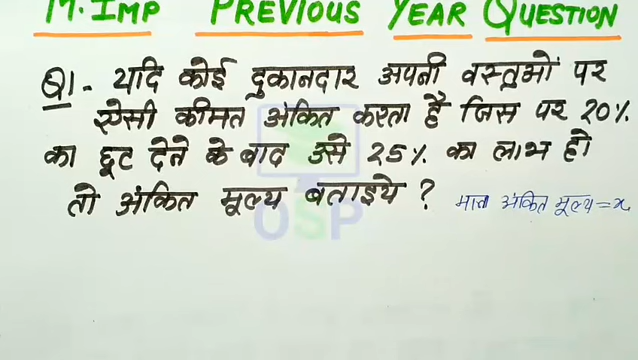 M. IMP PREVIOUS YEAR QUESTION
Q1- यदि कोई दुकानदार अपनी वस्तुओं पर
ऐसी कीमत अंकित करता है जिस पर 20%
का छूट देने के बाद उसे 25% का लाभ हो
तो अंकित मूल्य बताइये ? माना अंकित मूल्य = x
OSP